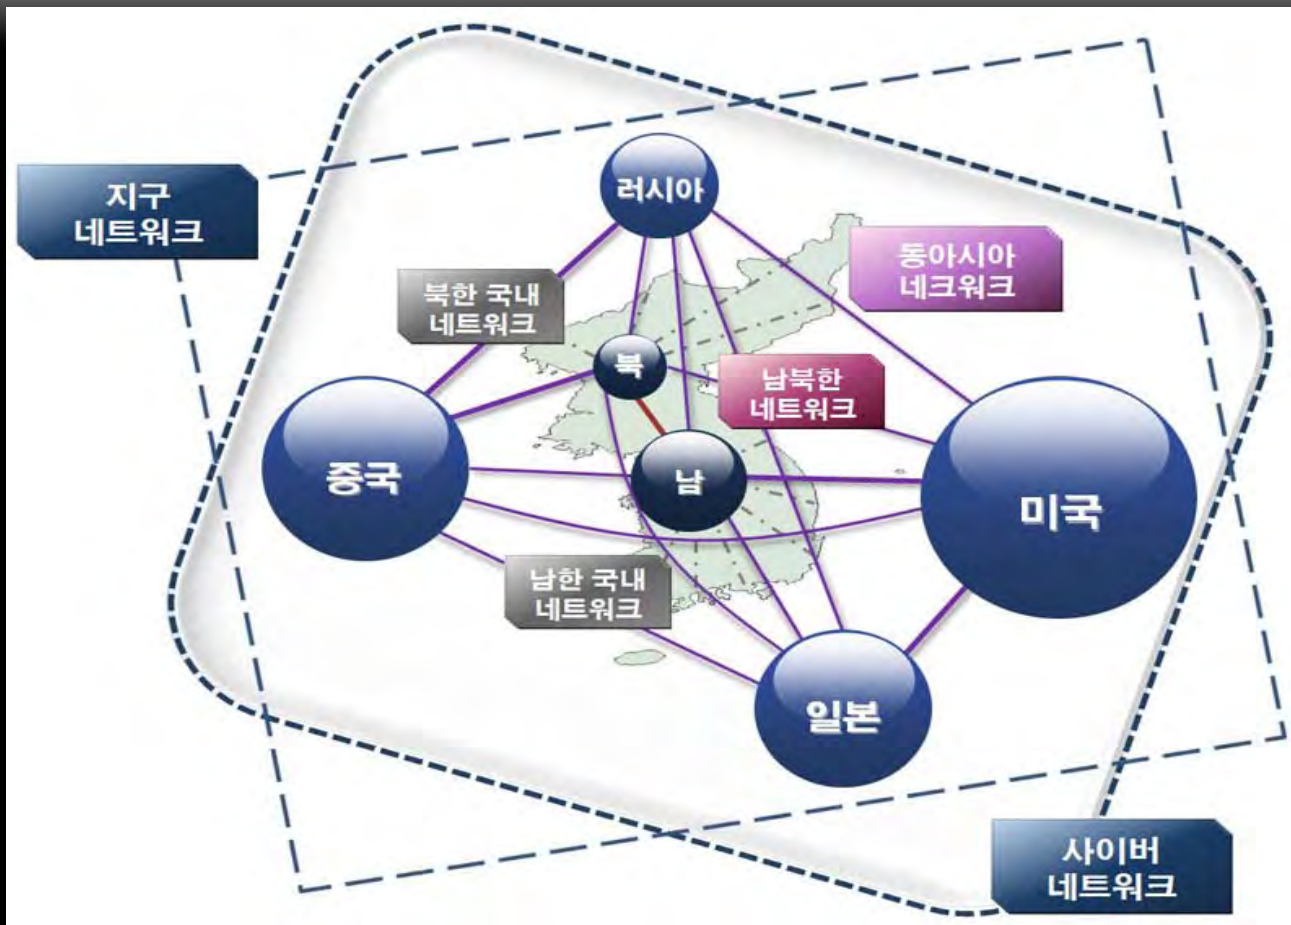 러시아
지구
네트워크
동아시아
네크워크
북한 국내
네트워크
북
남북한
네트워크
중국
남
미국
남한 국내
네트워크
일본
사이버
네트워크